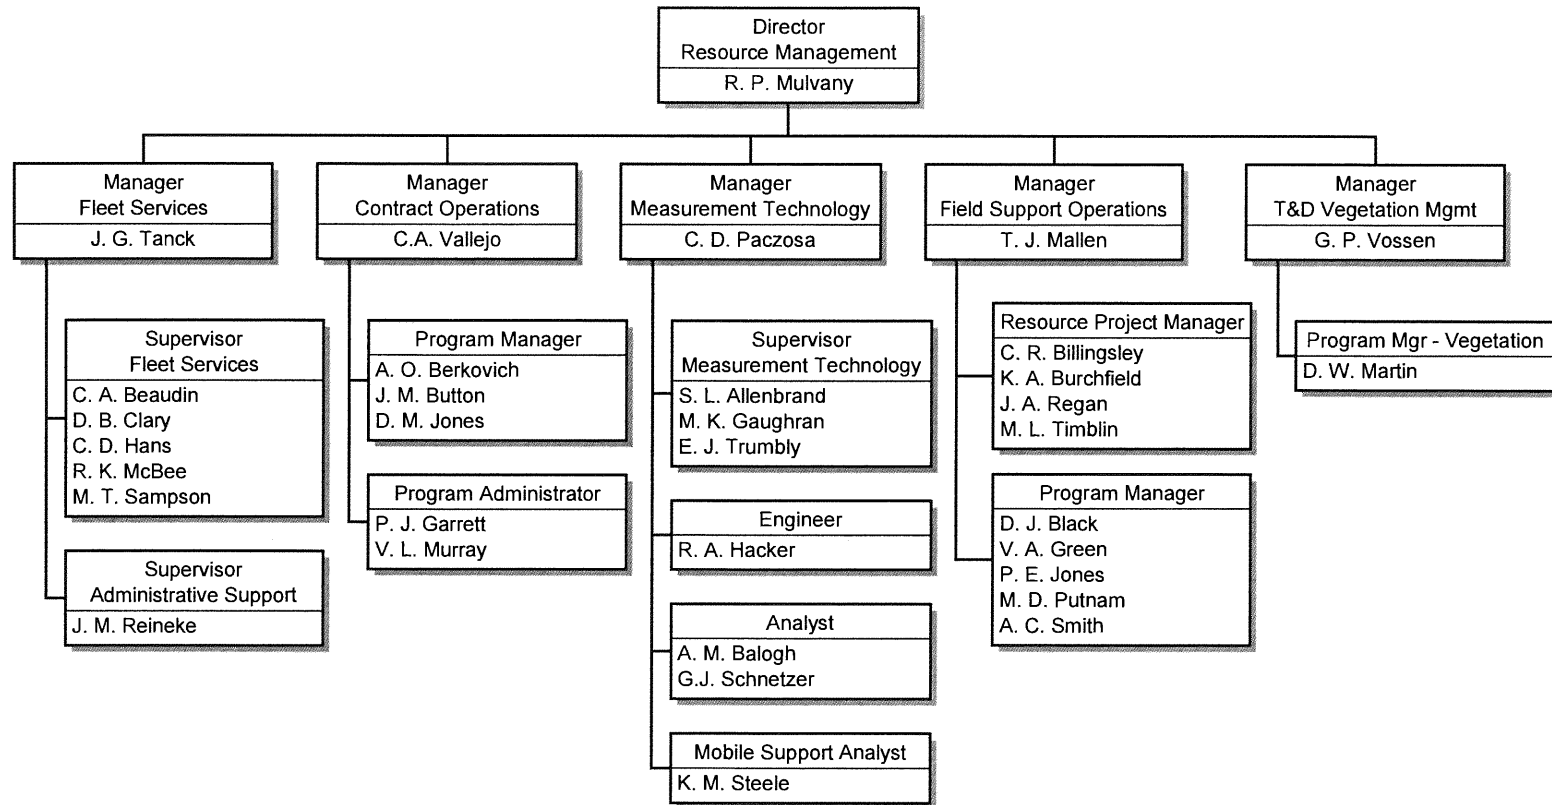 Director
Resource Management
R. P. Mulvany
Manager
Fleet Services
J. G. Tanck
Supervisor
Fleet Services
C. A. Beaudin
D. B. Clary
C. D. Hans
R. K. McBee
M. T. Sampson
Supervisor
Administrative Support
J. M. Reineke
Manager
Contract Operations
C.A. Vallejo
Program Manager
A. O. Berkovich
J. M. Button
D. M. Jones
Program Administrator
P. J. Garrett
V. L. Murray
Manager
Measurement Technology
C. D. Paczosa
Supervisor
Measurement Technology
S. L. Allenbrand
M. K. Gaughran
E. J. Trumbly
Engineer
R. A. Hacker
Analyst
A. M. Balogh
G.J. Schnetzer
Mobile Support Analyst
K. M. Steele
Manager
Field Support Operations
T. J. Mallen
Resource Project Manager
C. R. Billingsley
K. A. Burchfield
J. A. Regan
M. L. Timblin
Program Manager
D. J. Black
V. A. Green
P. E. Jones
M. D. Putnam
A. C. Smith
Manager
T&D Vegetation Mgmt
G. P. Vossen
Program Mgr - Vegetation
D. W. Martin